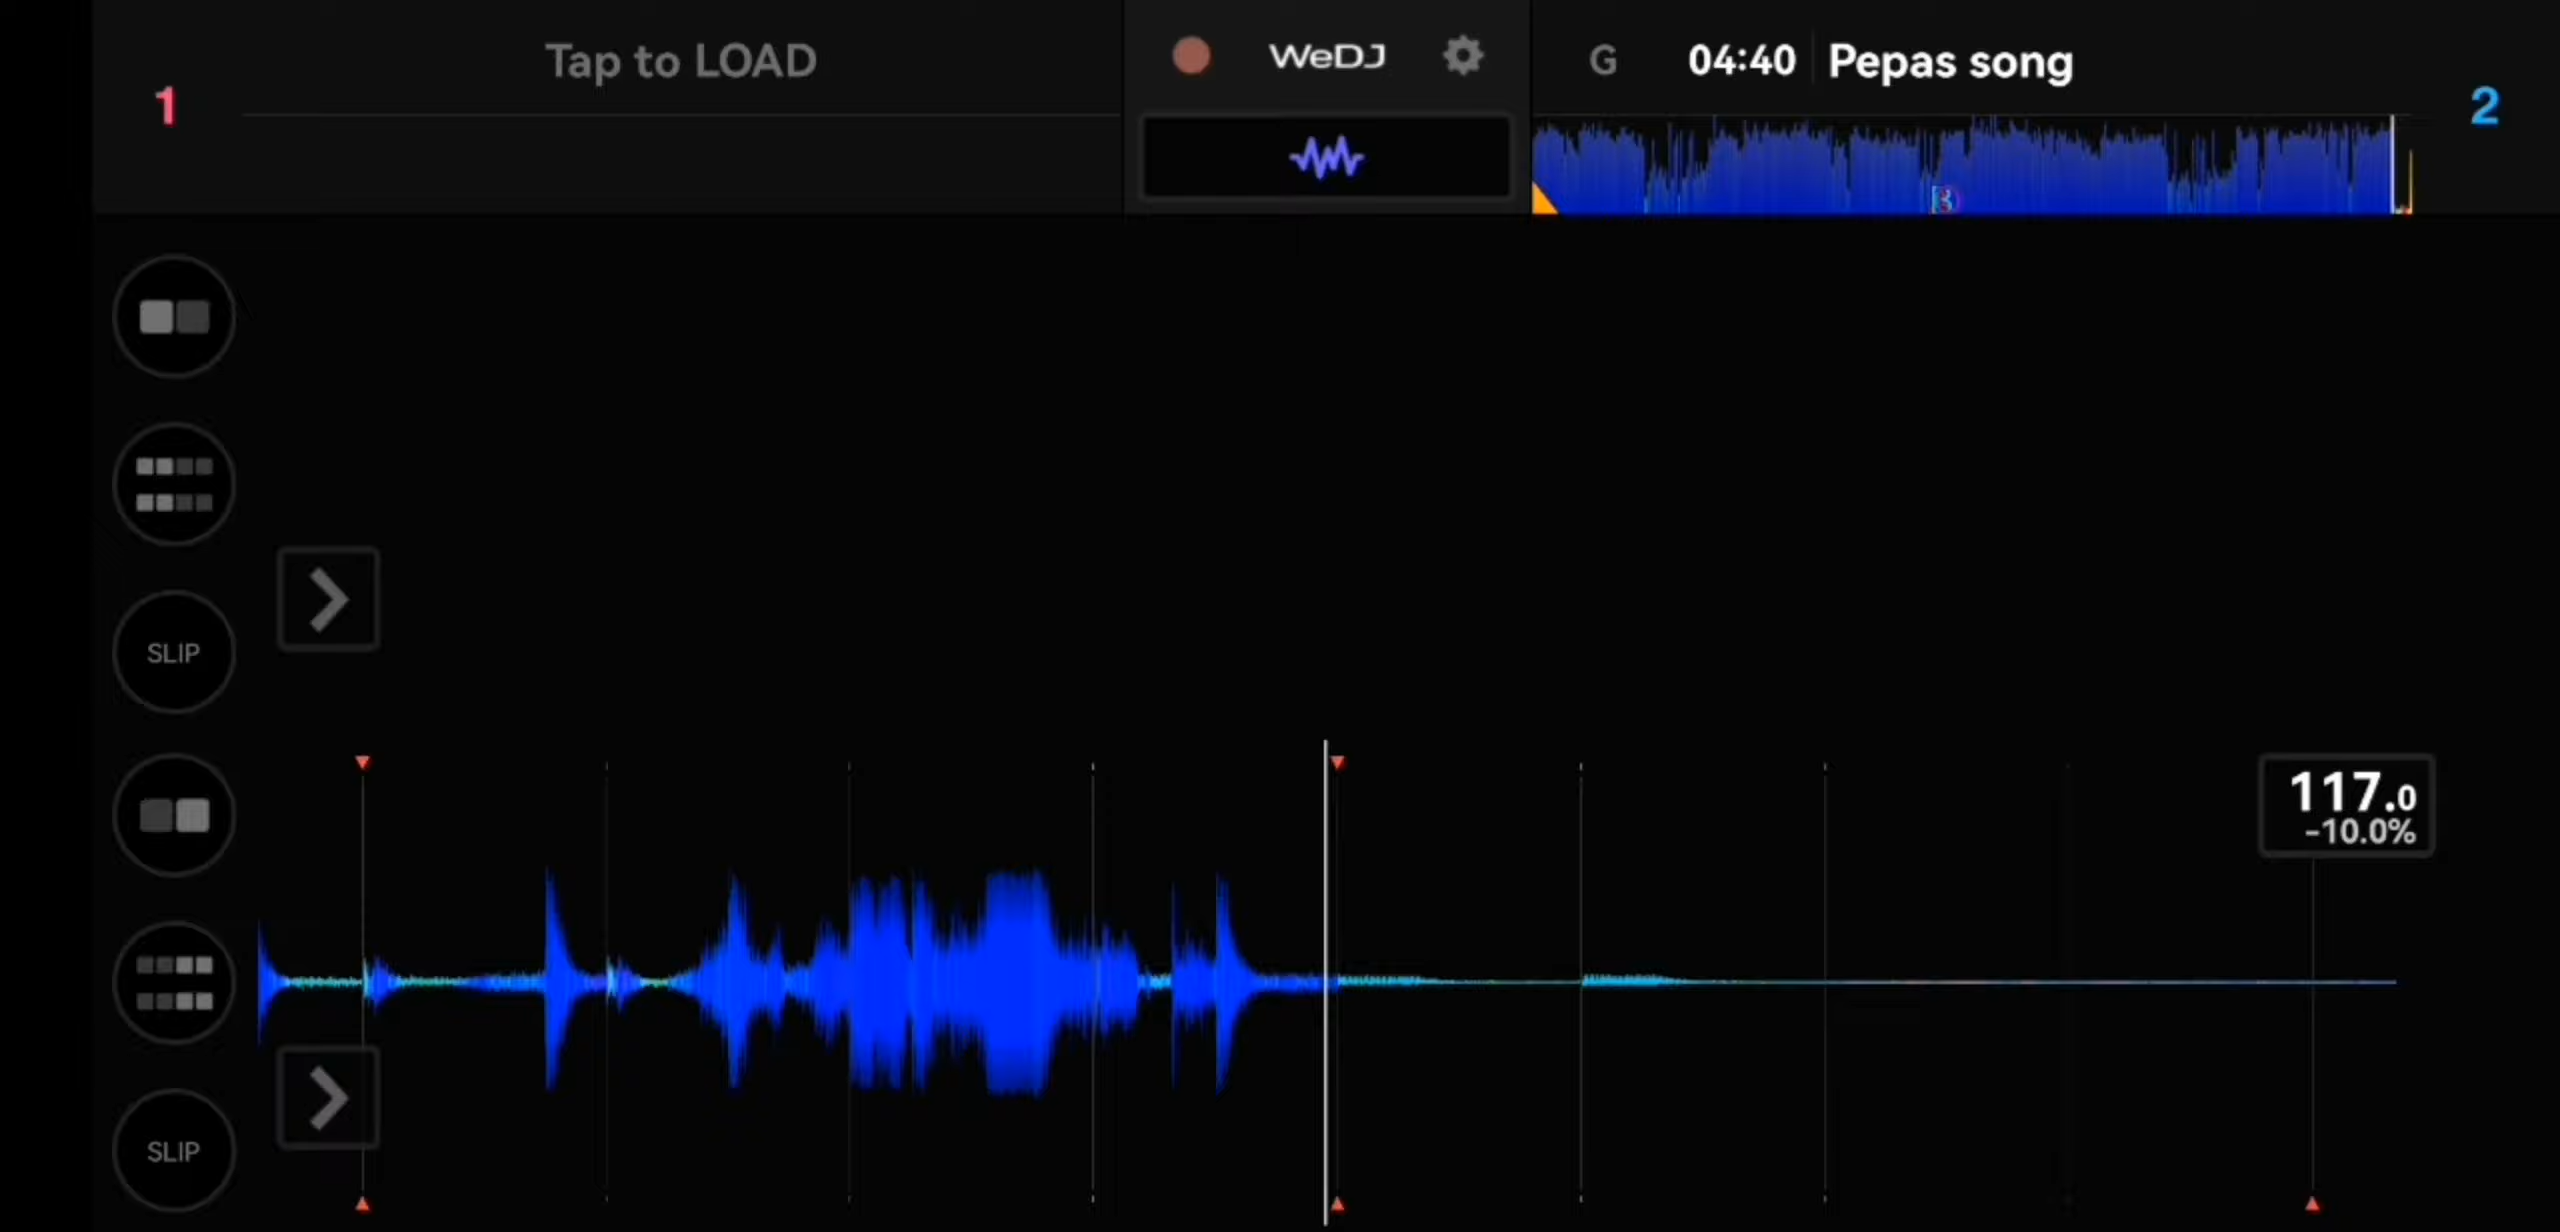 Tap to LOAD
1
WeDJ
G 04:40 Pepas song
2
SLIP
117.0
-10.0%
SLIP